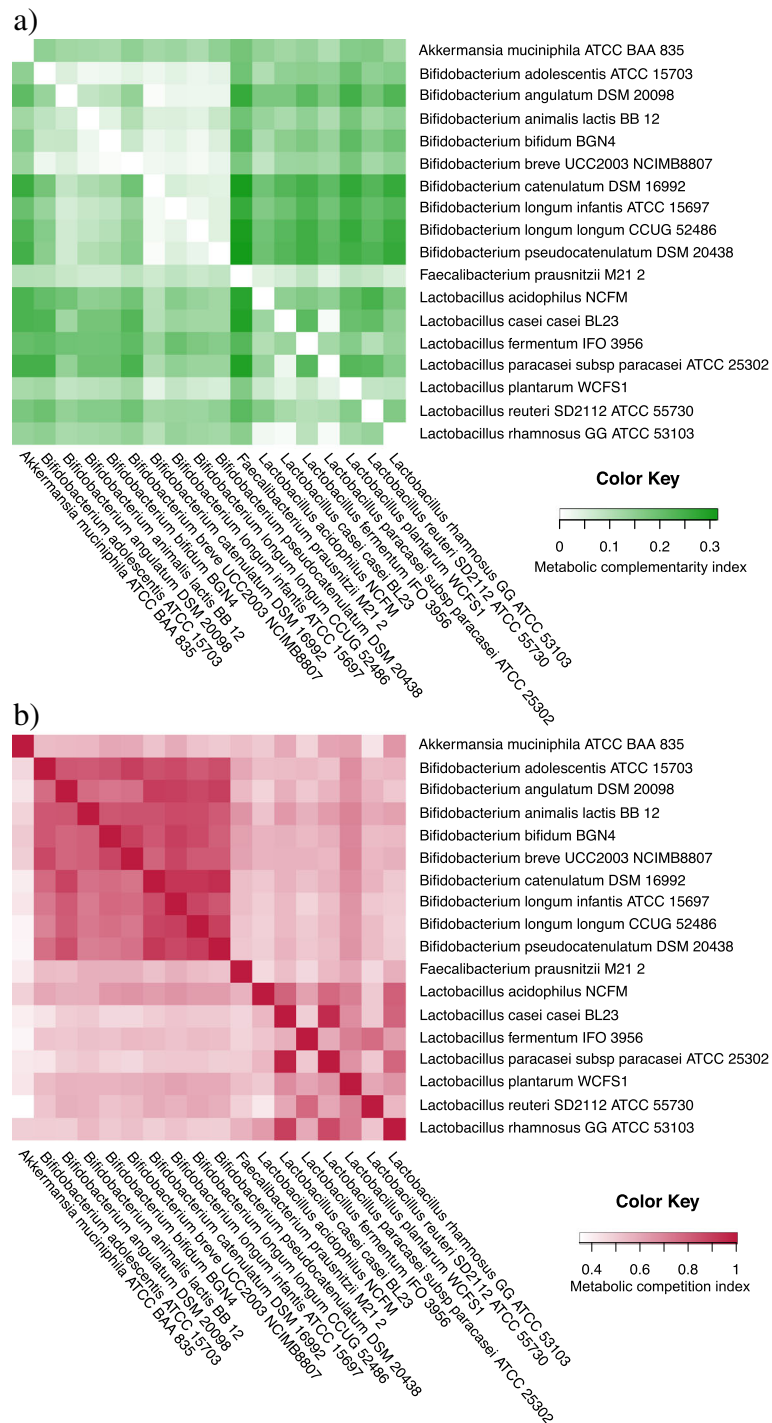 a)
Akkermansia muciniphila ATCC BAA 835
Bifidobacterium adolescentis ATCC 15703
Bifidobacterium angulatum DSM 20098
Bifidobacterium animalis lactis BB 12
Bifidobacterium bifidum BGN4
Bifidobacterium breve UCC2003 NCIMB8807
Bifidobacterium catenulatum DSM 16992
Bifidobacterium longum infantis ATCC 15697
Bifidobacterium longum longum CCUG 52486
Bifidobacterium pseudocatenulatum DSM 20438
Faecalibacterium prausnitzii M21 2
Lactobacillus acidophilus NCFM
Lactobacillus casei casei BL23
Lactobacillus fermentum IFO 3956
Lactobacillus paracasei subsp paracasei ATCC 25302
Lactobacillus plantarum WCFS1
Lactobacillus reuteri SD2112 ATCC 55730
Lactobacillus rhamnosus GG ATCC 53103
Akkermansia muciniphila ATCC BAA 835
Bifidobacterium adolescentis ATCC 15703
Bifidobacterium angulatum DSM 20098
Bifidobacterium animalis lactis BB 12
Bifidobacterium bifidum BGN4
Bifidobacterium breve UCC2003 NCIMB8807
Bifidobacterium catenulatum DSM 16992
Bifidobacterium longum infantis ATCC 15697
Bifidobacterium longum longum CCUG 52486
Bifidobacterium pseudocatenulatum DSM 20438
Faecalibacterium prausnitzii M21 2
Lactobacillus acidophilus NCFM
Lactobacillus casei casei BL23
Lactobacillus fermentum IFO 3956
Lactobacillus paracasei subsp paracasei ATCC 25302
Lactobacillus plantarum WCFS1
Lactobacillus reuteri SD2112 ATCC 55730
Lactobacillus rhamnosus GG ATCC 53103
Color Key
0 0.1 0.2 0.3
Metabolic complementarity index
b)
Akkermansia muciniphila ATCC BAA 835
Bifidobacterium adolescentis ATCC 15703
Bifidobacterium angulatum DSM 20098
Bifidobacterium animalis lactis BB 12
Bifidobacterium bifidum BGN4
Bifidobacterium breve UCC2003 NCIMB8807
Bifidobacterium catenulatum DSM 16992
Bifidobacterium longum infantis ATCC 15697
Bifidobacterium longum longum CCUG 52486
Bifidobacterium pseudocatenulatum DSM 20438
Faecalibacterium prausnitzii M21 2
Lactobacillus acidophilus NCFM
Lactobacillus casei casei BL23
Lactobacillus fermentum IFO 3956
Lactobacillus paracasei subsp paracasei ATCC 25302
Lactobacillus plantarum WCFS1
Lactobacillus reuteri SD2112 ATCC 55730
Lactobacillus rhamnosus GG ATCC 53103
Akkermansia muciniphila ATCC BAA 835
Bifidobacterium adolescentis ATCC 15703
Bifidobacterium angulatum DSM 20098
Bifidobacterium animalis lactis BB 12
Bifidobacterium bifidum BGN4
Bifidobacterium breve UCC2003 NCIMB8807
Bifidobacterium catenulatum DSM 16992
Bifidobacterium longum infantis ATCC 15697
Bifidobacterium longum longum CCUG 52486
Bifidobacterium pseudocatenulatum DSM 20438
Faecalibacterium prausnitzii M21 2
Lactobacillus acidophilus NCFM
Lactobacillus casei casei BL23
Lactobacillus fermentum IFO 3956
Lactobacillus paracasei subsp paracasei ATCC 25302
Lactobacillus plantarum WCFS1
Lactobacillus reuteri SD2112 ATCC 55730
Lactobacillus rhamnosus GG ATCC 53103
Color Key
0.4 0.6 0.8 1
Metabolic competition index